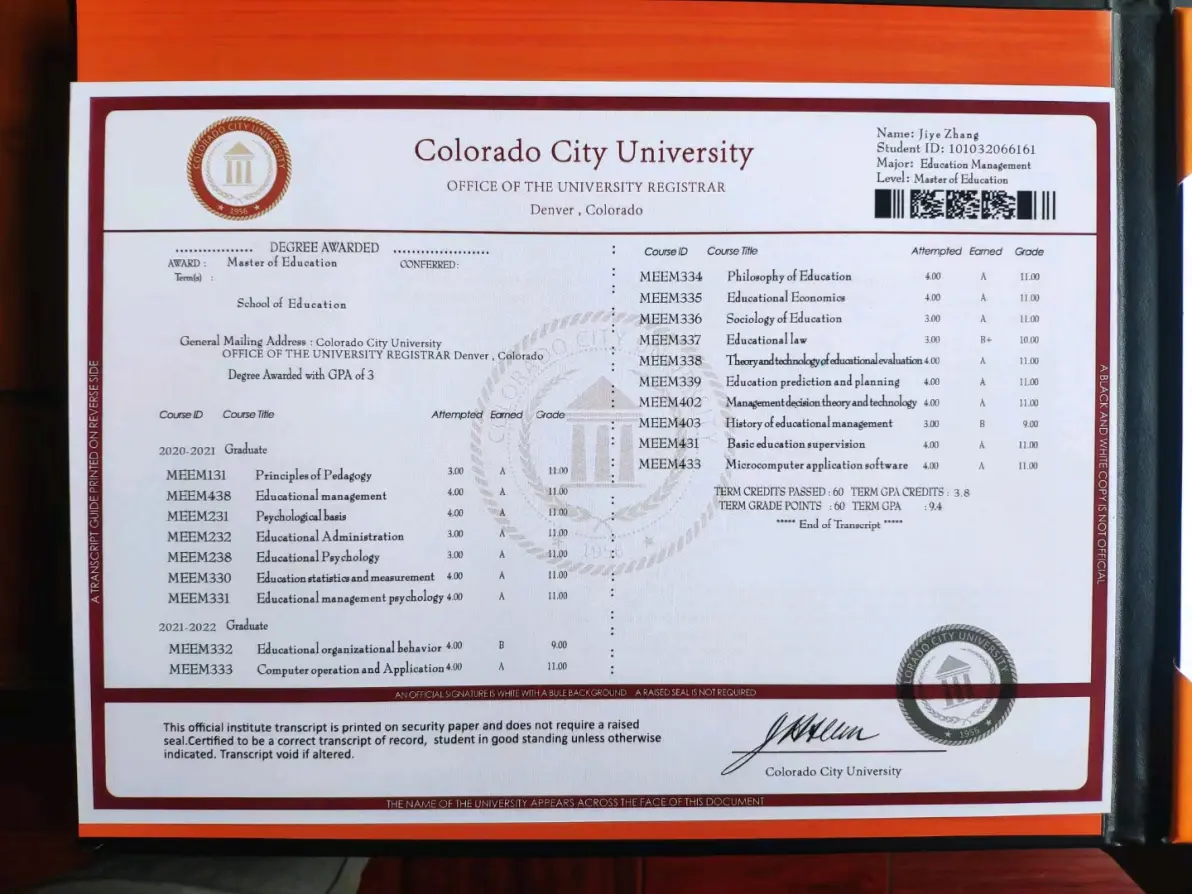 COLORADO CITY UNIVERSITY
★ 1956 ★
Colorado City University
OFFICE OF THE UNIVERSITY REGISTRAR
Denver , Colorado
Name: Jiye Zhang
Student ID: 101032066161
Major: Education Management
Level: Master of Education
................. DEGREE AWARDED .....................
AWARD : Master of Education CONFERRED:
Term(s) :
School of Education
General Mailing Address : Colorado City University
OFFICE OF THE UNIVERSITY REGISTRAR Denver , Colorado
Degree Awarded with GPA of 3
Course ID Course Title Attempted Earned Grade
2020-2021 Graduate
MEEM131 Principles of Pedagogy 3.00 A 11.00
MEEM438 Educational management 4.00 A 11.00
MEEM231 Psychological basis 4.00 A 11.00
MEEM232 Educational Administration 3.00 A 11.00
MEEM238 Educational Psychology 3.00 A 11.00
MEEM330 Education statistics and measurement 4.00 A 11.00
MEEM331 Educational management psychology 4.00 A 11.00
2021-2022 Graduate
MEEM332 Educational organizational behavior 4.00 B 9.00
MEEM333 Computer operation and Application 4.00 A 11.00
Course ID Course Title Attempted Earned Grade
MEEM334 Philosophy of Education 4.00 A 11.00
MEEM335 Educational Economics 4.00 A 11.00
MEEM336 Sociology of Education 3.00 A 11.00
MEEM337 Educational law 3.00 B+ 10.00
MEEM338 Theory and technology of educational evaluation 4.00 A 11.00
MEEM339 Education prediction and planning 4.00 A 11.00
MEEM402 Management decision theory and technology 4.00 A 11.00
MEEM403 History of educational management 3.00 B 9.00
MEEM431 Basic education supervision 4.00 A 11.00
MEEM433 Microcomputer application software 4.00 A 11.00
TERM CREDITS PASSED : 60 TERM GPA CREDITS : 3.8
TERM GRADE POINTS : 60 TERM GPA : 9.4
***** End of Transcript *****
COLORADO CITY
1956 ★
A TRANSCRIPT GUIDE PRINTED ON REVERSE SIDE
A BLACK AND WHITE COPY IS NOT OFFICIAL
AN OFFICIAL SIGNATURE IS WHITE WITH A BULE BACKGROUND A RAISED SEAL IS NOT REQUIRED
This official institute transcript is printed on security paper and does not require a raised
seal.Certified to be a correct transcript of record, student in good standing unless otherwise
indicated. Transcript void if altered.
COLORADO CITY UNIVERSITY
★ 1956 ★
Colorado City University
THE NAME OF THE UNIVERSITY APPEARS ACROSS THE FACE OF THIS DOCUMENT